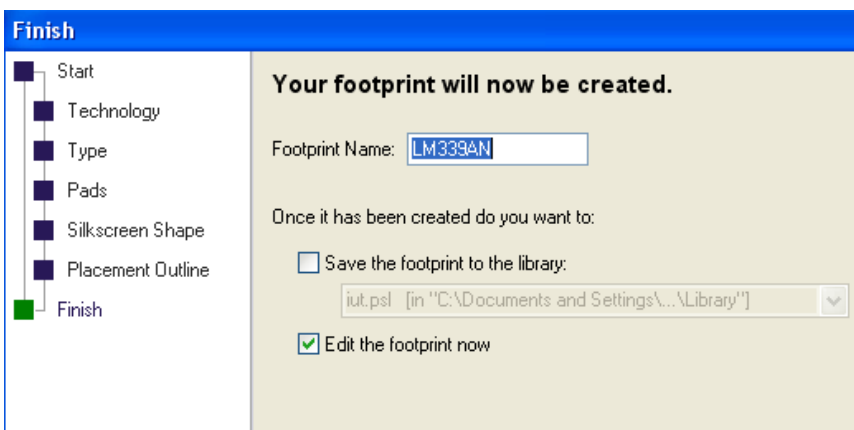 Finish
Start
Technology
Type
Pads
Silkscreen Shape
Placement Outline
Finish
Your footprint will now be created.
Footprint Name: LM339AN
Once it has been created do you want to:
Save the footprint to the library:
iut.psl [in "C:\Documents and Settings\...\Library"]
Edit the footprint now